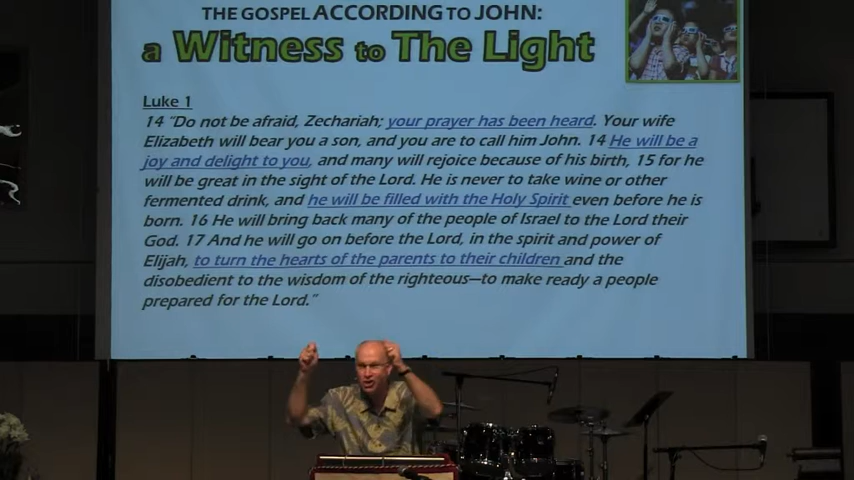 THE GOSPEL ACCORDING TO JOHN:
a Witness to The Light
Luke 1
14 "Do not be afraid, Zechariah; your prayer has been heard. Your wife
Elizabeth will bear you a son, and you are to call him John. 14 He will be a
joy and delight to you, and many will rejoice because of his birth, 15 for he
will be great in the sight of the Lord. He is never to take wine or other
fermented drink, and he will be filled with the Holy Spirit even before he is
born. 16 He will bring back many of the people of Israel to the Lord their
God. 17 And he will go on before the Lord, in the spirit and power of
Elijah, to turn the hearts of the parents to their children and the
disobedient to the wisdom of the righteous—to make ready a people
prepared for the Lord."